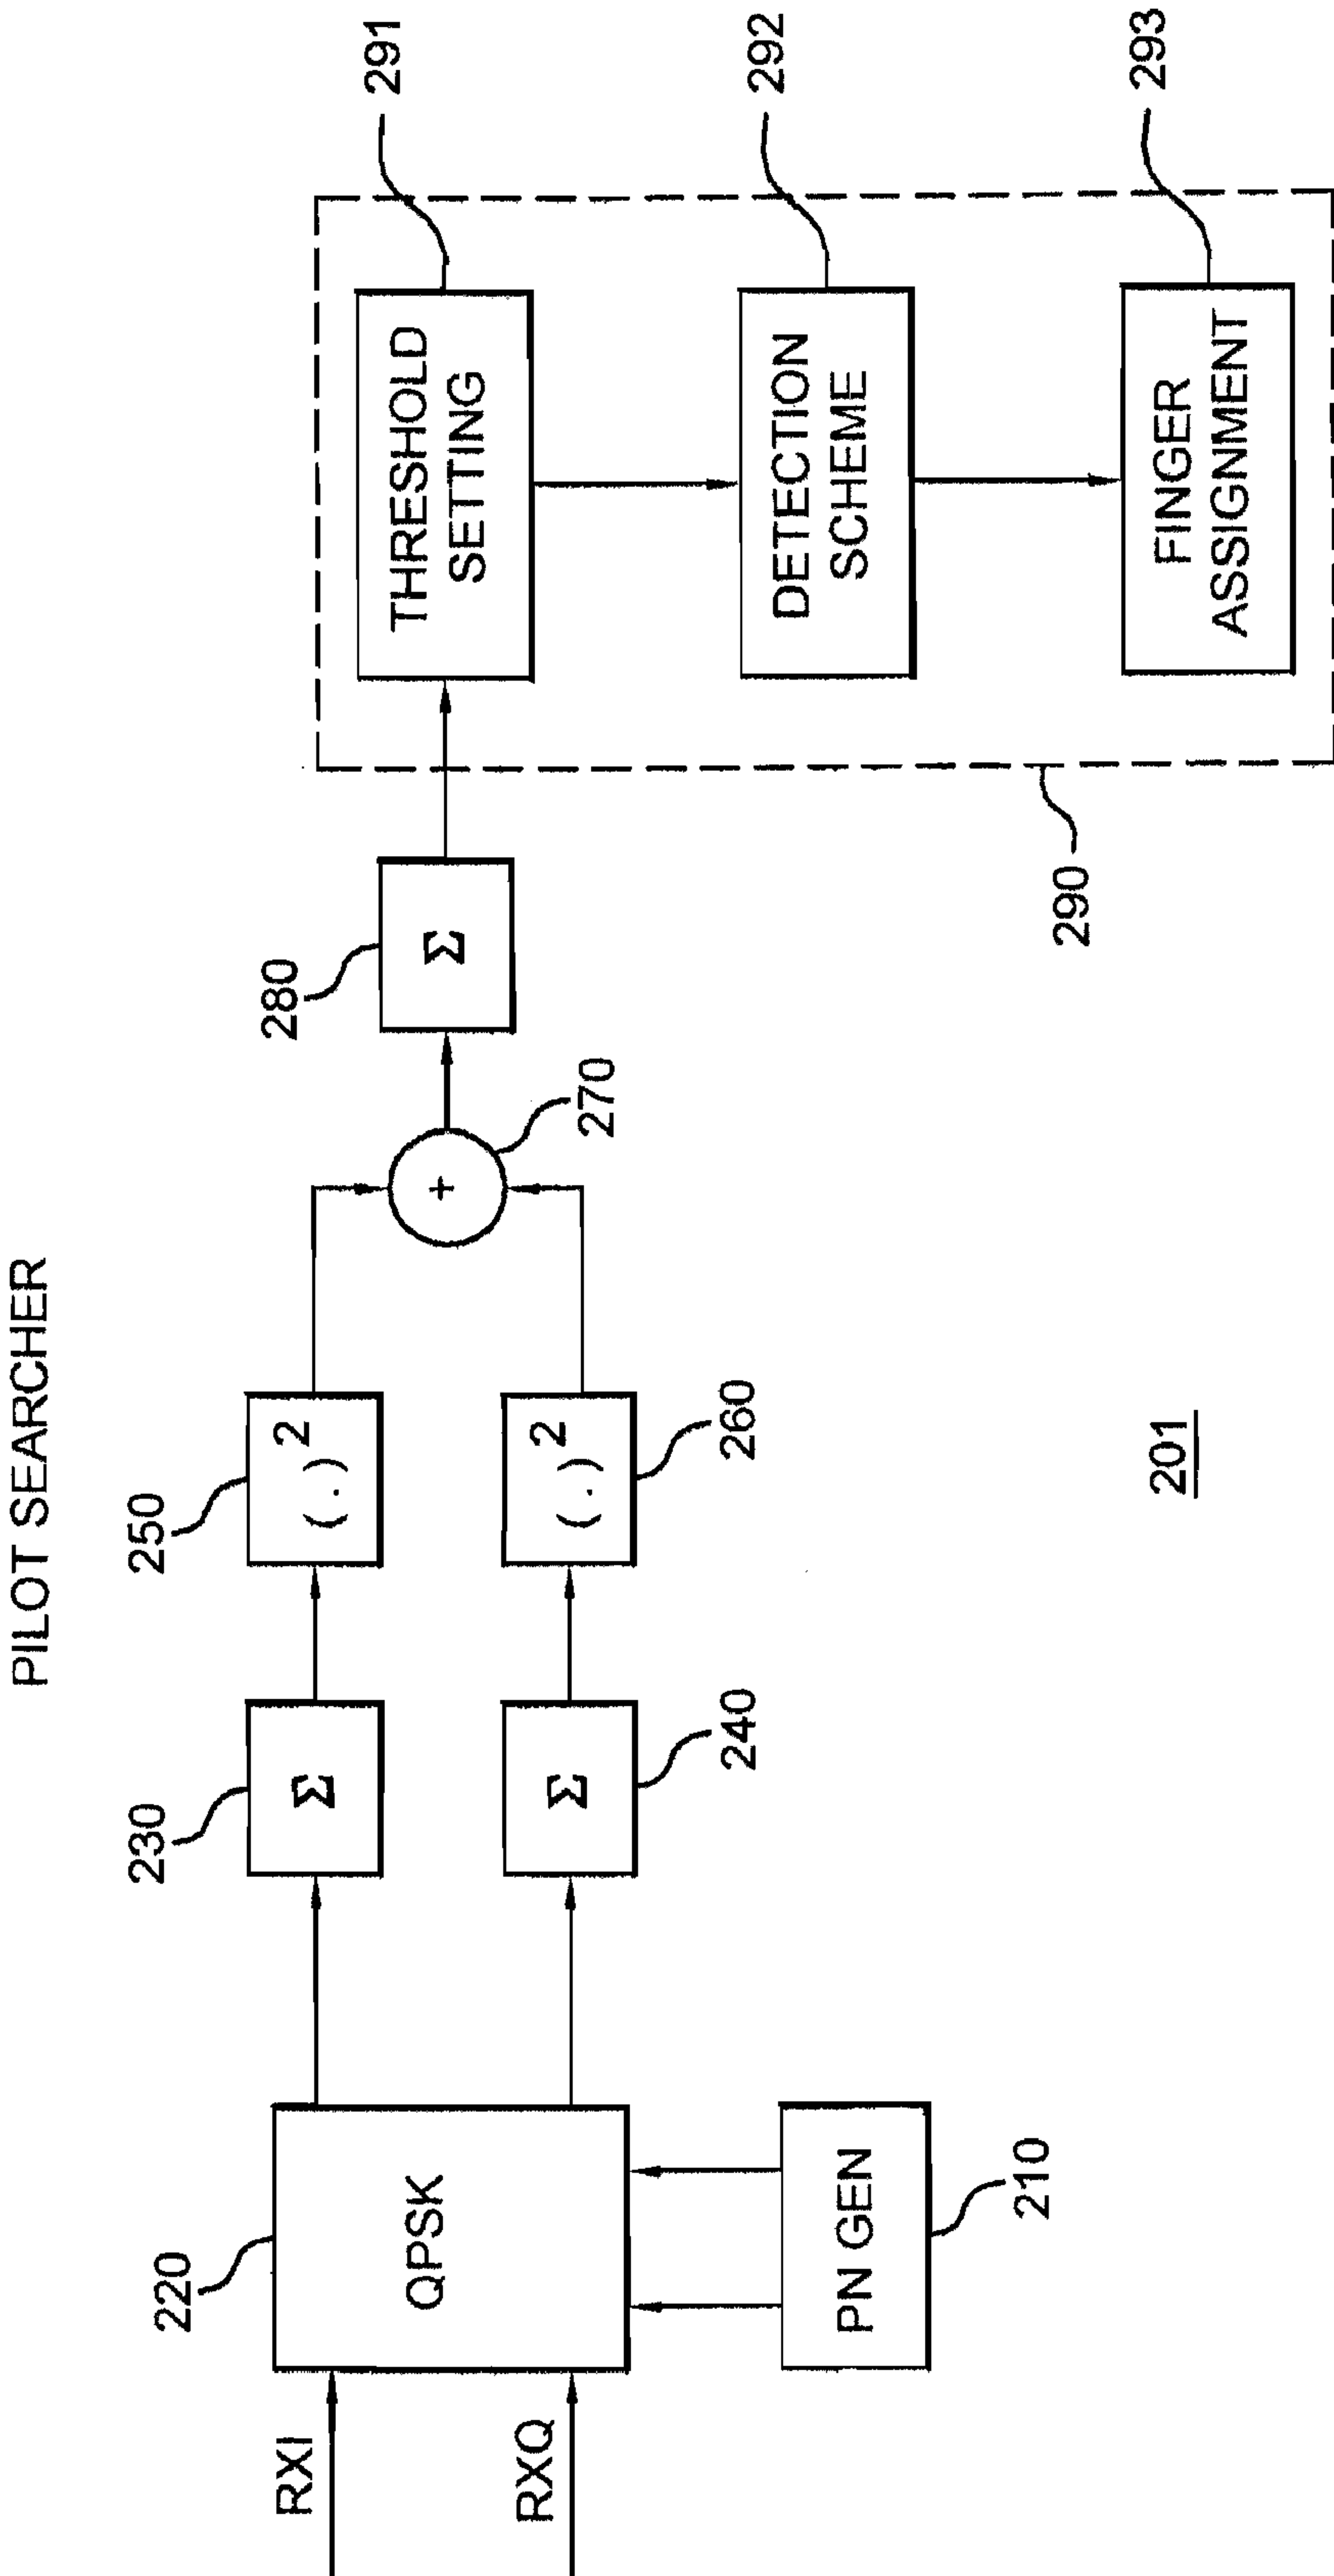 PILOT SEARCHER
RXI
RXQ
220
QPSK
PN GEN
210
230
Σ
Σ
240
250
(.)²
(.)²
260
+
270
280
Σ
290
THRESHOLD
SETTING
291
DETECTION
SCHEME
292
FINGER
ASSIGNMENT
293
201